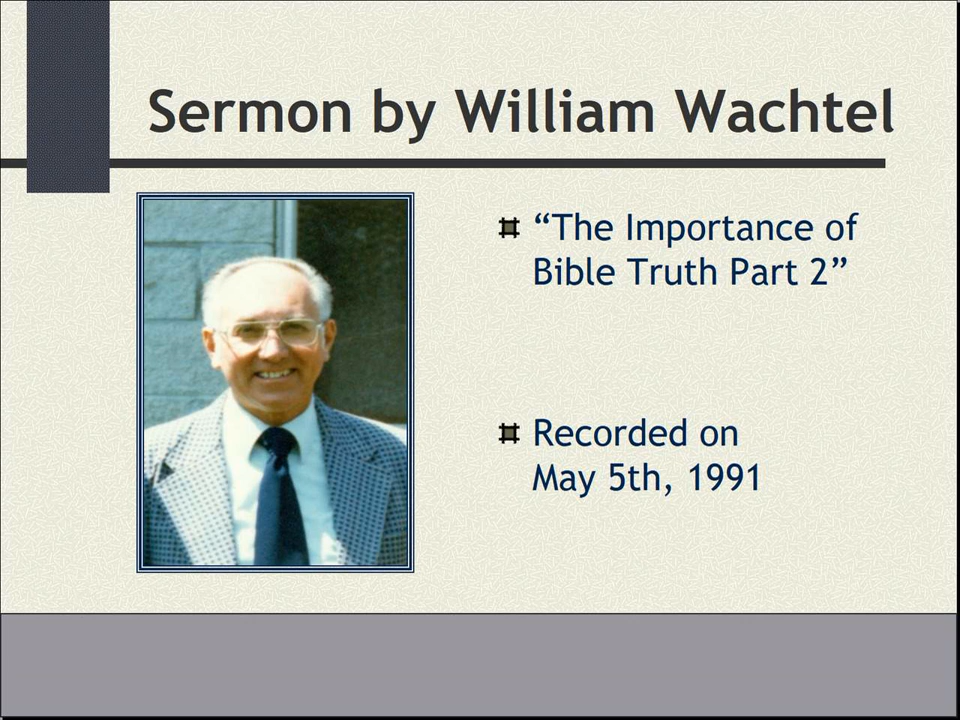 Sermon by William Wachtel
“The Importance of
Bible Truth Part 2”
Recorded on
May 5th, 1991